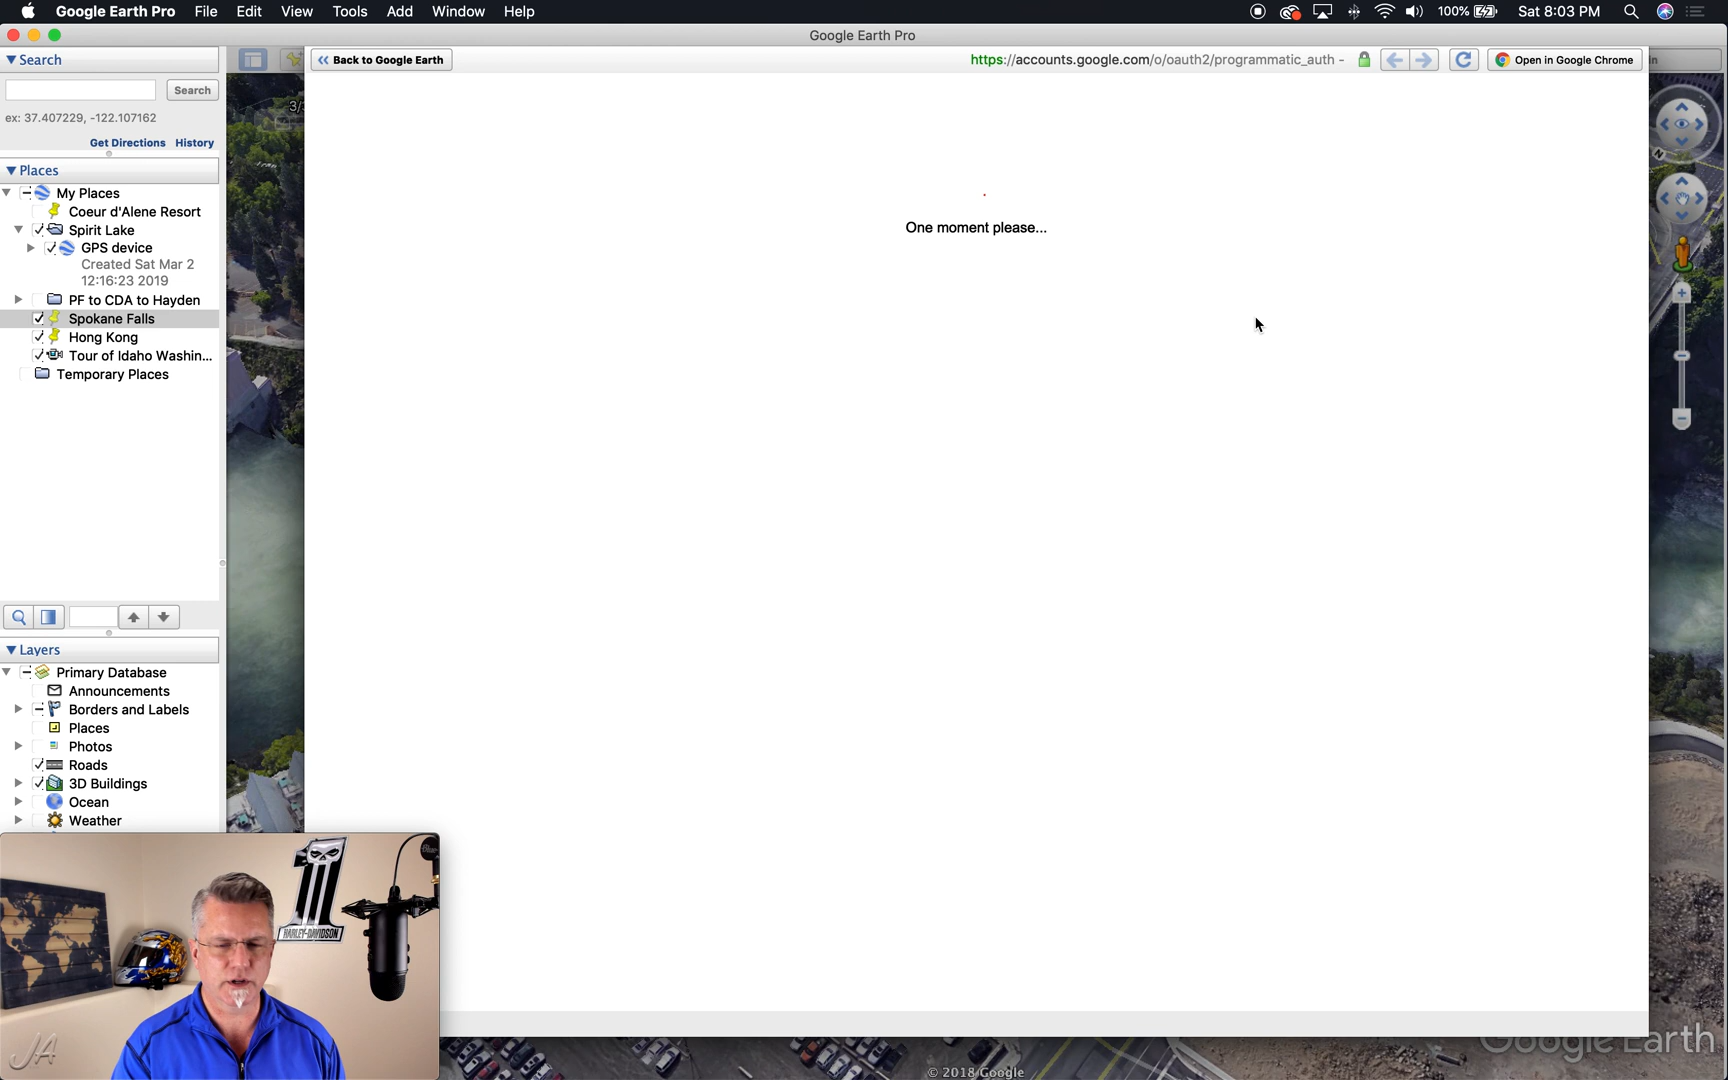 Google Earth Pro File Edit View Tools Add Window Help 100% Sat 8:03 PM
Google Earth Pro
Search
Back to Google Earth https://accounts.google.com/o/oauth2/programmatic_auth - Open in Google Chrome in
Search
3/
ex: 37.407229, -122.107162
Get Directions History
Places
N
My Places
Coeur d'Alene Resort
Spirit Lake
One moment please...
GPS device
Created Sat Mar 2
12:16:23 2019
PF to CDA to Hayden
Spokane Falls
Hong Kong
Tour of Idaho Washin...
Temporary Places
Layers
Primary Database
Announcements
Borders and Labels
Places
Photos
Roads
3D Buildings
Ocean
Weather
1
HARLEY-DAVIDSON
JA
Google Earth
© 2018 Google